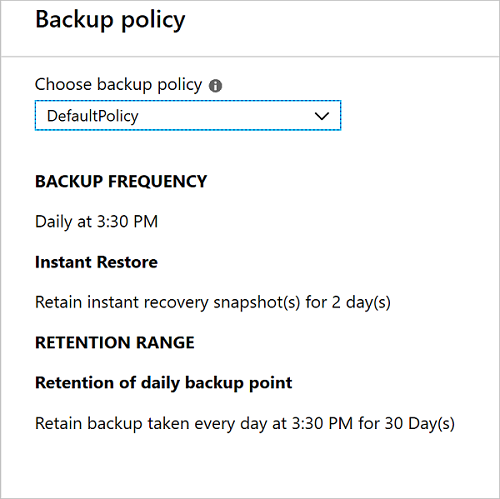 Backup policy
Choose backup policy
DefaultPolicy
BACKUP FREQUENCY
Daily at 3:30 PM
Instant Restore
Retain instant recovery snapshot(s) for 2 day(s)
RETENTION RANGE
Retention of daily backup point
Retain backup taken every day at 3:30 PM for 30 Day(s)